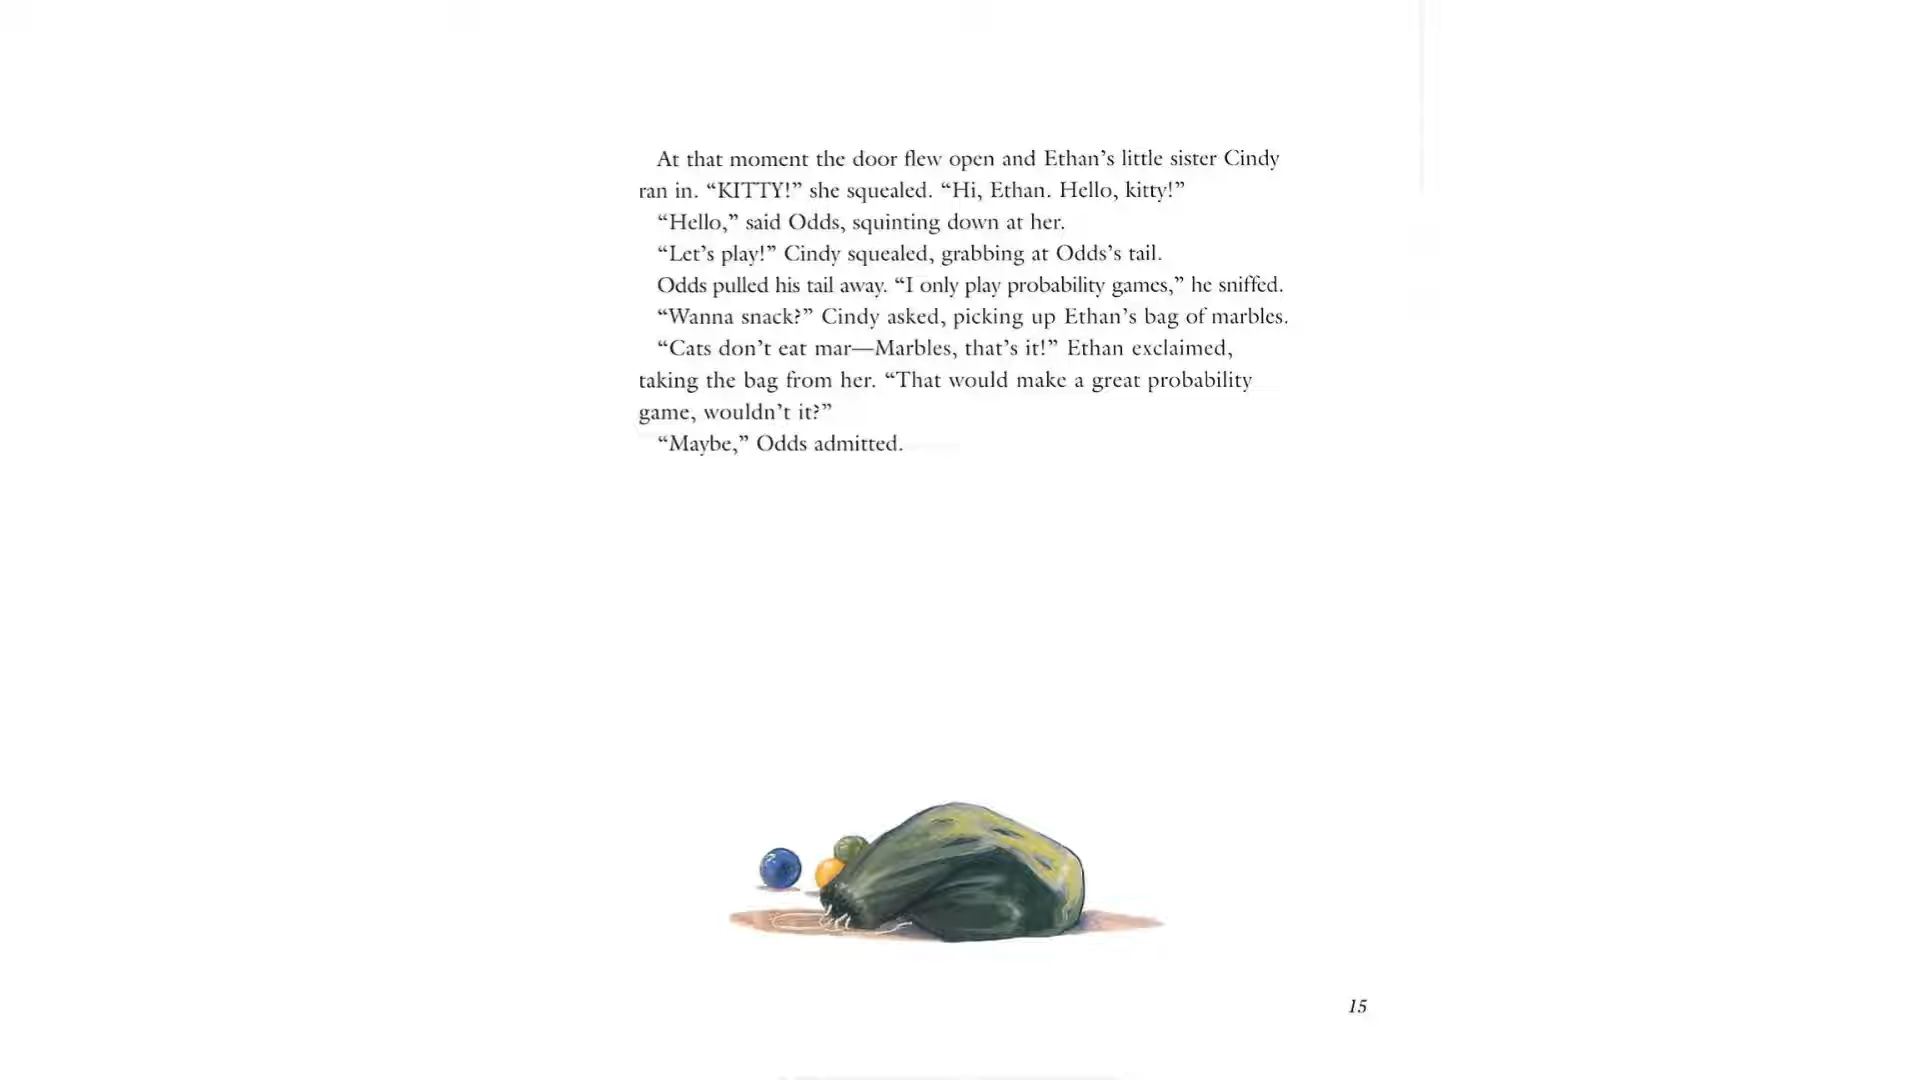 At that moment the door flew open and Ethan’s little sister Cindy
ran in. “KITTY!” she squealed. “Hi, Ethan. Hello, kitty!”
“Hello,” said Odds, squinting down at her.
“Let’s play!” Cindy squealed, grabbing at Odds’s tail.
Odds pulled his tail away. “I only play probability games,” he sniffed.
“Wanna snack?” Cindy asked, picking up Ethan’s bag of marbles.
“Cats don’t eat mar—Marbles, that’s it!” Ethan exclaimed,
taking the bag from her. “That would make a great probability
game, wouldn’t it?”
“Maybe,” Odds admitted.
15